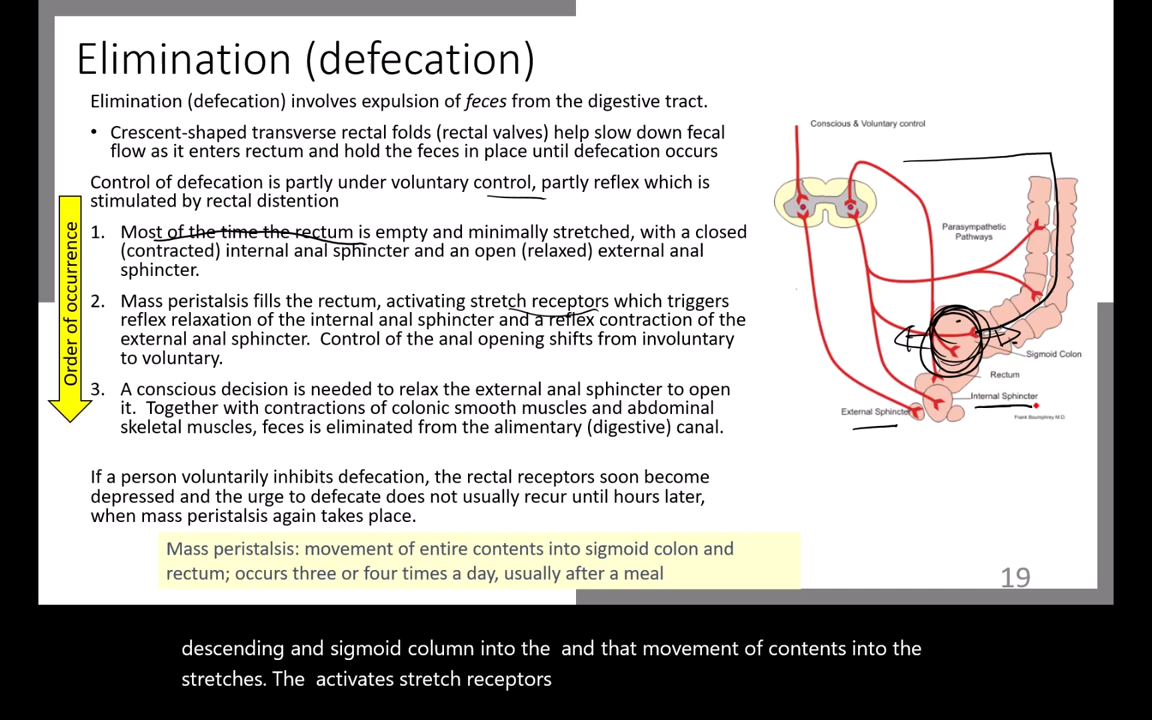 Elimination (defecation)
Elimination (defecation) involves expulsion of feces from the digestive tract.
• Crescent-shaped transverse rectal folds (rectal valves) help slow down fecal
flow as it enters rectum and hold the feces in place until defecation occurs
Control of defecation is partly under voluntary control, partly reflex which is
stimulated by rectal distention
Order of occurrence
1. Most of the time the rectum is empty and minimally stretched, with a closed
(contracted) internal anal sphincter and an open (relaxed) external anal
sphincter.
2. Mass peristalsis fills the rectum, activating stretch receptors which triggers
reflex relaxation of the internal anal sphincter and a reflex contraction of the
external anal sphincter. Control of the anal opening shifts from involuntary
to voluntary.
3. A conscious decision is needed to relax the external anal sphincter to open
it. Together with contractions of colonic smooth muscles and abdominal
skeletal muscles, feces is eliminated from the alimentary (digestive) canal.
If a person voluntarily inhibits defecation, the rectal receptors soon become
depressed and the urge to defecate does not usually recur until hours later,
when mass peristalsis again takes place.
Mass peristalsis: movement of entire contents into sigmoid colon and
rectum; occurs three or four times a day, usually after a meal
Conscious & Voluntary control
Parasympathetic
Pathways
Sigmoid Colon
Rectum
Internal Sphincter
External Sphincter
Frank Boumphrey M.D.
19
descending and sigmoid column into the and that movement of contents into the
stretches. The activates stretch receptors